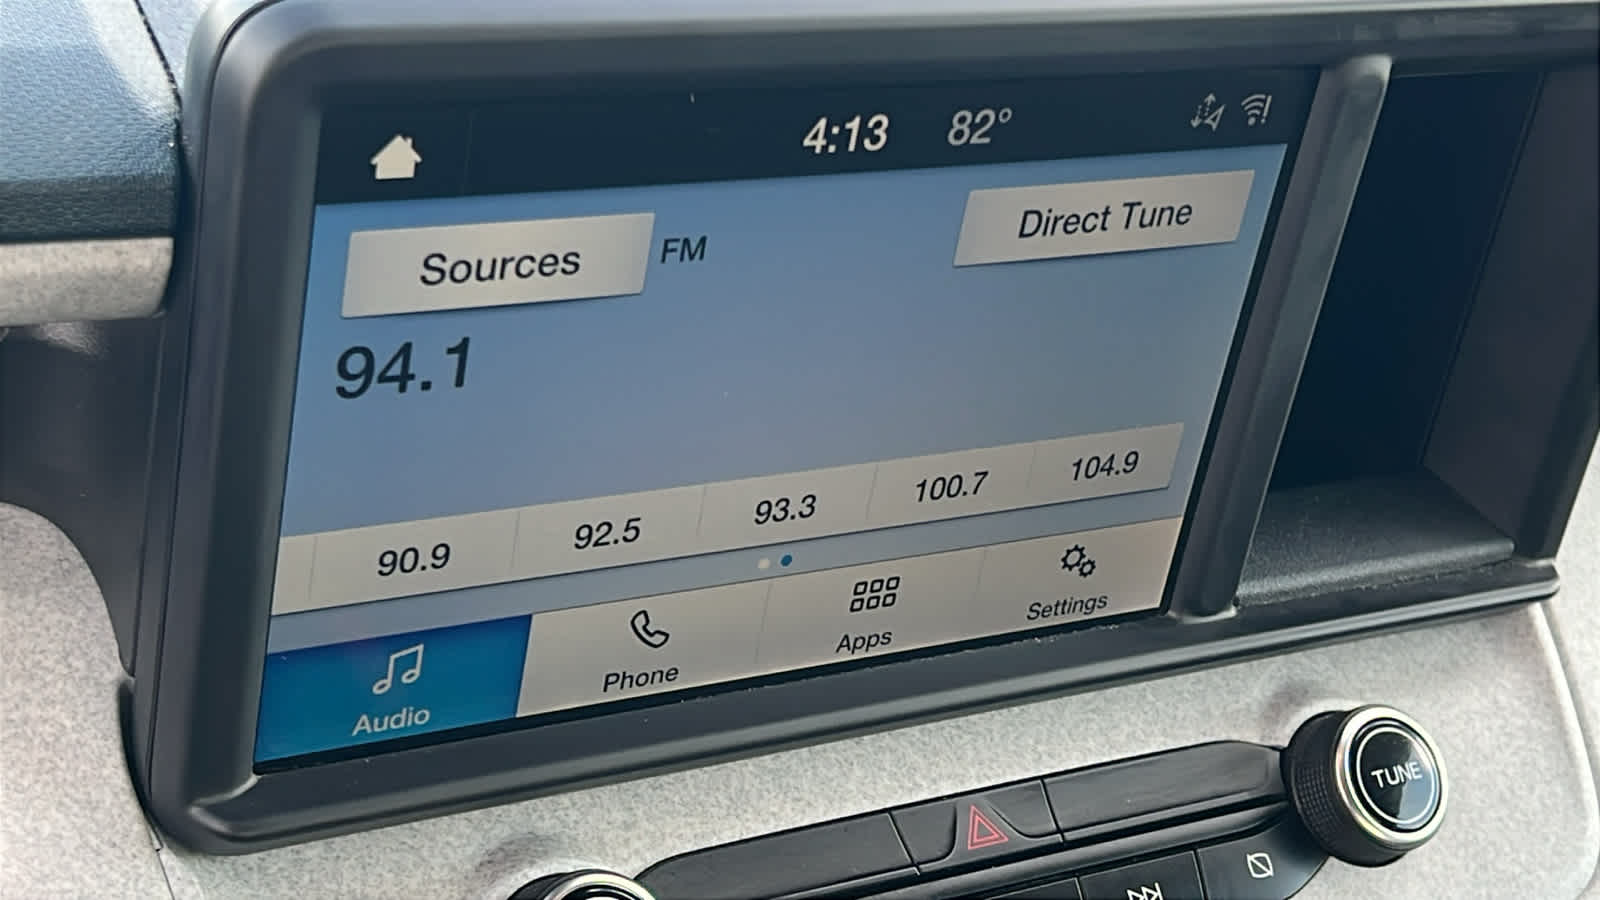 4:13 82°
Sources FM Direct Tune
94.1
90.9 92.5 93.3 100.7 104.9
Audio Phone Apps Settings
TUNE